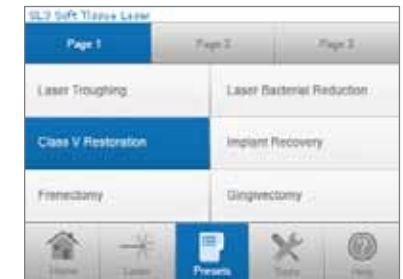 SL3 Soft Tissue Laser
Page 1 Page 2 Page 3
Laser Troughing Laser Bacterial Reduction
Class V Restoration Implant Recovery
Frenectomy Gingivectomy
Home Laser Presets Tools Help